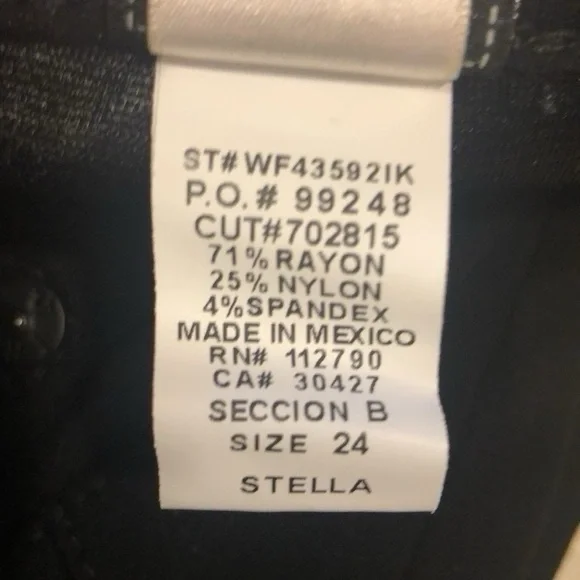 ST# WF43592IK
P.O. # 99248
CUT#702815
71% RAYON
25% NYLON
4%SPANDEX
MADE IN MEXICO
RN# 112790
CA# 30427
SECCION B
SIZE 24
STELLA